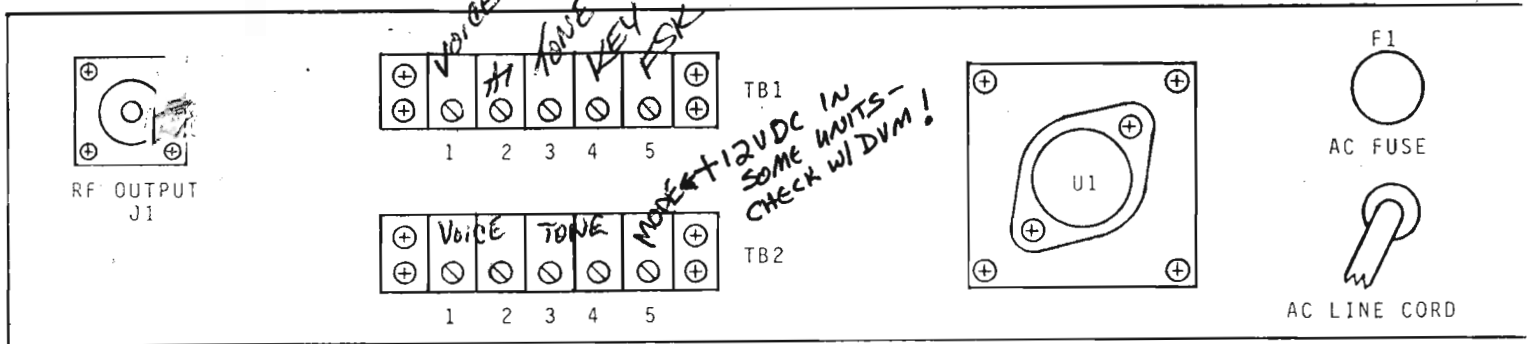 VOICE
TONE
KEY
FSK
TB1
1 2 3 4 5
RF OUTPUT
J1
MODE +12VDC IN
SOME UNITS-
CHECK W/ DVM!
VOICE TONE
TB2
1 2 3 4 5
U1
F1
AC FUSE
AC LINE CORD